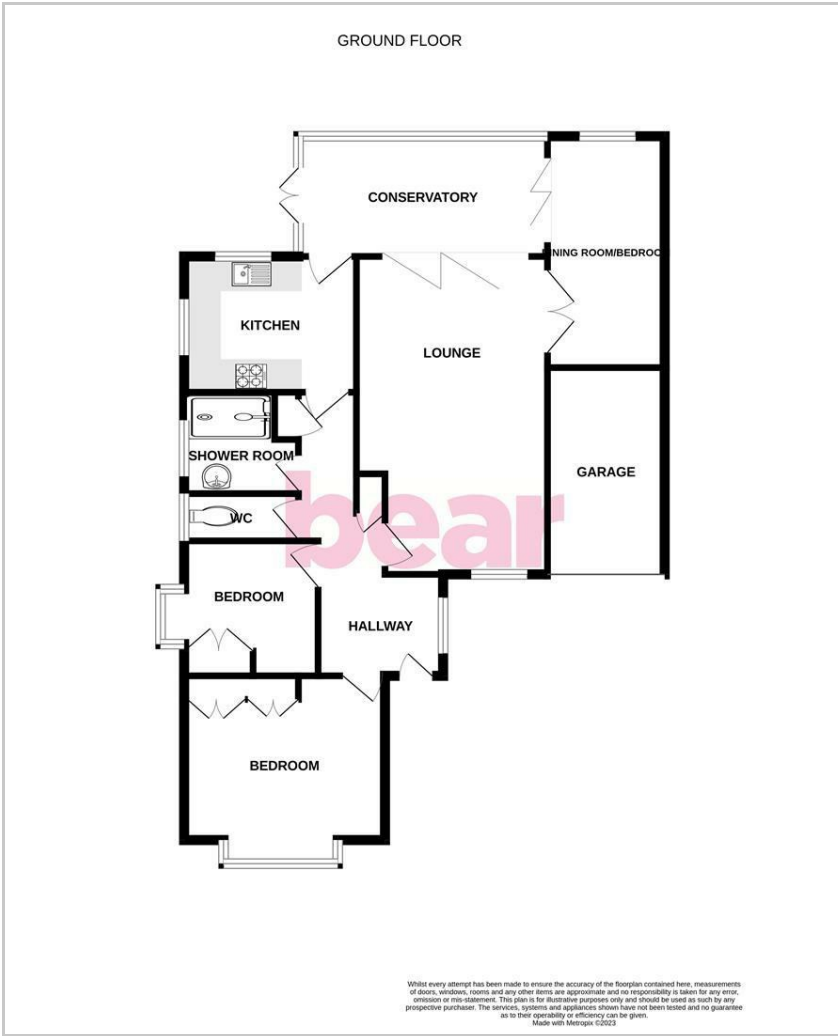 GROUND FLOOR
CONSERVATORY
NING ROOM/BEDROO
KITCHEN
LOUNGE
SHOWER ROOM
GARAGE
bear
WC
BEDROOM
HALLWAY
BEDROOM
Whilst every attempt has been made to ensure the accuracy of the floorplan contained here, measurements
of doors, windows, rooms and any other items are approximate and no responsibility is taken for any error,
omission or mis-statement. This plan is for illustrative purposes only and should be used as such by any
prospective purchaser. The services, systems and appliances shown have not been tested and no guarantee
as to their operability or efficiency can be given.
Made with Metropix ©2023